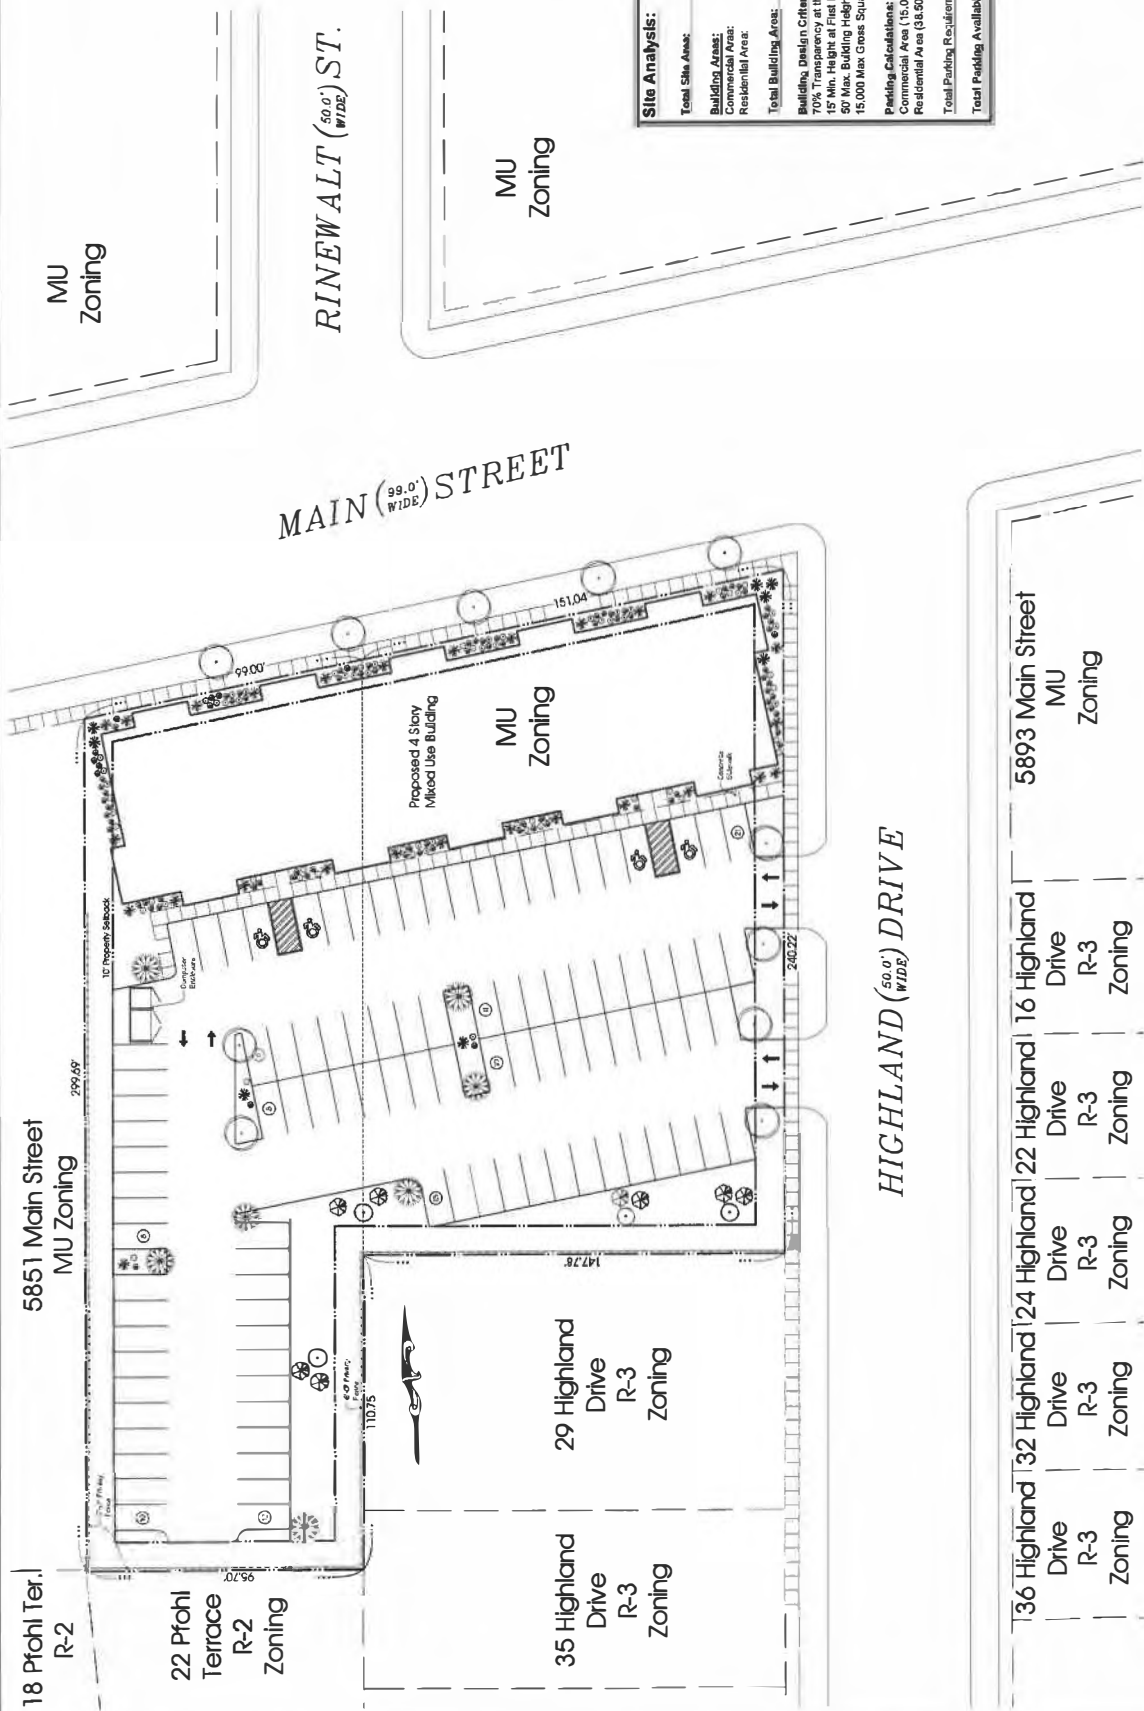 18 Pfohl Ter.
R-2
22 Pfohl
Terrace
R-2
Zoning
5851 Main Street
MU Zoning
299.69'
10' Property Setback
Dumpster
Enclosure
95.70'
110.75
147.78'
240.22'
99.00'
151.04
Proposed 4 Story
Mixed Use Building
MU
Zoning
Concrete
Sidewalk
29 Highland
Drive
R-3
Zoning
35 Highland
Drive
R-3
Zoning
MAIN (99.0' WIDE) STREET
RINEWALT (50.0' WIDE) ST.
HIGHLAND (50.0' WIDE) DRIVE
MU
Zoning
MU
Zoning
36 Highland
Drive
R-3
Zoning
32 Highland
Drive
R-3
Zoning
24 Highland
Drive
R-3
Zoning
22 Highland
Drive
R-3
Zoning
16 Highland
Drive
R-3
Zoning
5893 Main Street
MU
Zoning
Site Analysis:
Total Site Area:
Building Areas:
Commercial Area:
Residential Area:
Total Building Area:
Building Design Criter
70% Transparency at th
15' Min. Height at First
50' Max. Building Heigh
15,000 Max Gross Squ
Parking Calculations:
Commercial Area (15.0
Residential Area (38.50
Total Parking Requirem
Total Parking Availab